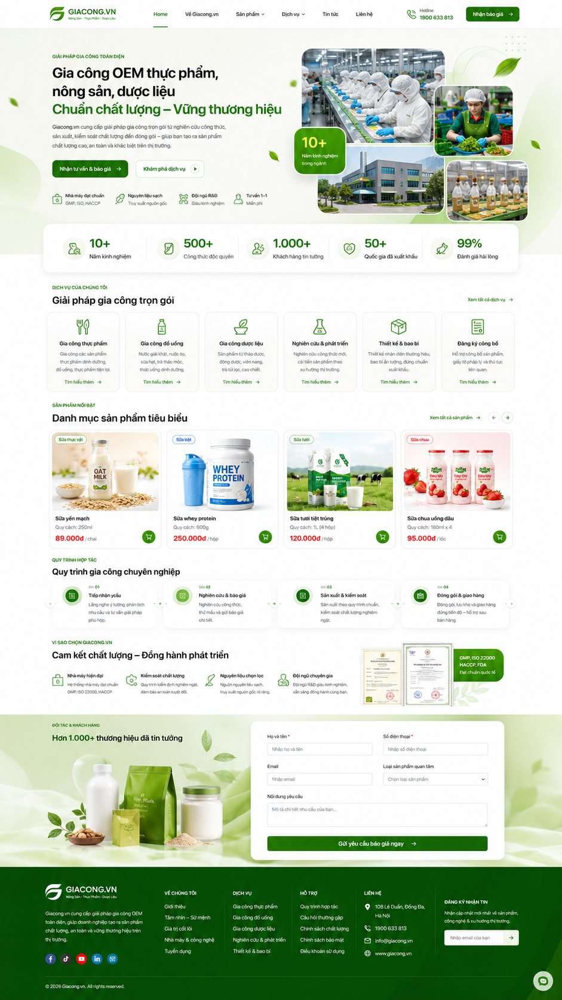 GIACONG.VN
Nông Sản - Thực Phẩm - Dược Liệu
Home
Về Giacong.vn
Sản phẩm
Dịch vụ
Tin tức
Liên hệ
Hotline
1900 633 813
Nhận báo giá
GIẢI PHÁP GIA CÔNG TOÀN DIỆN
Gia công OEM thực phẩm,
nông sản, dược liệu
Chuẩn chất lượng – Vững thương hiệu
Giacong.vn cung cấp giải pháp gia công trọn gói từ nghiên cứu công thức,
sản xuất, kiểm soát chất lượng đến đóng gói – giúp bạn tạo ra sản phẩm
chất lượng cao, an toàn và khác biệt trên thị trường.
Nhận tư vấn & báo giá
Khám phá dịch vụ
Nhà máy đạt chuẩn
GMP, ISO, HACCP
Nguyên liệu sạch
Truy xuất nguồn gốc
Đội ngũ R&D
Giàu kinh nghiệm
Tư vấn 1–1
Miễn phí
10+
Năm kinh nghiệm
trong ngành
10+
Năm kinh nghiệm
500+
Công thức độc quyền
1.000+
Khách hàng tin tưởng
50+
Quốc gia đã xuất khẩu
99%
Đánh giá hài lòng
DỊCH VỤ CỦA CHÚNG TÔI
Giải pháp gia công trọn gói
Xem tất cả dịch vụ
Gia công thực phẩm
Gia công các sản phẩm
thực phẩm dinh dưỡng,
đồ uống, thực phẩm tiện lợi.
Tìm hiểu thêm
Gia công đồ uống
Nước giải khát, nước ép,
sữa hạt, trà thảo mộc,
thức uống dinh dưỡng.
Tìm hiểu thêm
Gia công dược liệu
Sản phẩm từ thảo dược,
đông dược, viên nang,
trà túi lọc, cao chiết.
Tìm hiểu thêm
Nghiên cứu & phát triển
Nghiên cứu công thức mới,
cải tiến sản phẩm theo
xu hướng thị trường.
Tìm hiểu thêm
Thiết kế & bao bì
Thiết kế nhận diện thương hiệu,
bao bì ấn tượng, đúng chuẩn
xuất khẩu.
Tìm hiểu thêm
Đăng ký công bố
Hỗ trợ công bố sản phẩm,
giấy tờ pháp lý và thủ tục
liên quan.
Tìm hiểu thêm
SẢN PHẨM NỔI BẬT
Danh mục sản phẩm tiêu biểu
Xem tất cả sản phẩm
Sữa thực vật
OAT
MILK
Sữa yến mạch
Quy cách: 250ml
89.000đ / chai
Sữa bột
WHEY
PROTEIN
Sữa whey protein
Quy cách: 900g
250.000đ / hộp
Sữa tươi
Sữa tươi tiệt trùng
Quy cách: 1L (4 hộp)
120.000đ / hộp
Sữa chuu
Sữa chua uống dâu
Quy cách: 180ml x 4
95.000đ / lốc
QUY TRÌNH HỢP TÁC
Quy trình gia công chuyên nghiệp
01
Tiếp nhận yêu cầu
Lắng nghe ý tưởng, phân tích
nhu cầu và tư vấn giải pháp
phù hợp.
02
Nghiên cứu & báo giá
Nghiên cứu công thức,
thử mẫu và gửi báo giá
chi tiết.
03
Sản xuất & kiểm soát
Sản xuất theo quy trình chuẩn,
kiểm soát chất lượng nghiêm
ngặt.
04
Đóng gói & giao hàng
Đóng gói, lưu kho và giao hàng
đúng tiến độ – hỗ trợ sau
bán hàng.
VÌ SAO CHỌN GIACONG.VN
Cam kết chất lượng – Đồng hành phát triển
Nhà máy hiện đại
Hệ thống nhà máy đạt chuẩn
GMP, ISO 22000, HACCP.
Kiểm soát chất lượng
Quy trình kiểm định nghiêm ngặt,
đảm bảo an toàn tuyệt đối.
Nguyên liệu chọn lọc
Nguồn nguyên liệu sạch,
truy xuất nguồn gốc rõ ràng.
Đội ngũ chuyên gia
Đội ngũ R&D giàu kinh nghiệm,
sẵn sàng đồng hành cùng bạn.
GMP, ISO 22000
HACCP, FDA
Đạt chuẩn quốc tế
ĐỐI TÁC & KHÁCH HÀNG
Hơn 1.000+ thương hiệu đã tin tưởng
Họ và tên *
Nhập họ và tên
Số điện thoại *
Nhập số điện thoại
Email
Nhập email
Loại sản phẩm quan tâm
Chọn loại sản phẩm
Nội dung yêu cầu
Mô tả chi tiết nhu cầu của bạn...
Gửi yêu cầu báo giá ngay
GIACONG.VN
Nông Sản - Thực Phẩm - Dược Liệu
Giacong.vn cung cấp giải pháp gia công OEM
toàn diện, giúp doanh nghiệp tạo ra sản phẩm
chất lượng, an toàn và vững thương hiệu trên
thị trường.
VỀ CHÚNG TÔI
Giới thiệu
Tầm nhìn – Sứ mệnh
Giá trị cốt lõi
Nhà máy & công nghệ
Tuyển dụng
DỊCH VỤ
Gia công thực phẩm
Gia công đồ uống
Gia công dược liệu
Nghiên cứu & phát triển
Thiết kế & bao bì
HỖ TRỢ
Quy trình hợp tác
Câu hỏi thường gặp
Chính sách chất lượng
Chính sách bảo mật
Điều khoản sử dụng
LIÊN HỆ
108 Lê Duẩn, Đống Đa,
Hà Nội
1900 633 813
info@giacong.vn
www.giacong.vn
ĐĂNG KÝ NHẬN TIN
Nhận cập nhật mới nhất về sản phẩm,
công nghệ & xu hướng thị trường.
Nhập email của bạn
© 2026 Giacong.vn. All rights reserved.